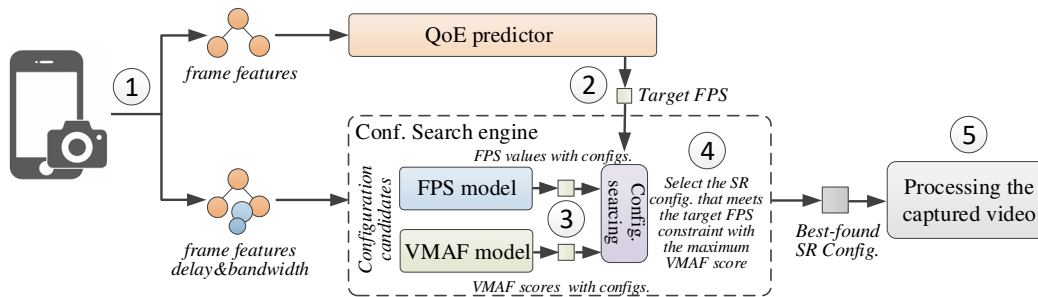 1
frame features
QoE predictor
2
Target FPS
Conf. Search engine
FPS values with configs.
Configuration
candidates
FPS model
3
VMAF model
Config.
searcing
4
Select the SR
config. that meets
the target FPS
constraint with
the maximum
VMAF score
VMAF scores with configs.
frame features
delay&bandwidth
Best-found
SR Config.
5
Processing the
captured video